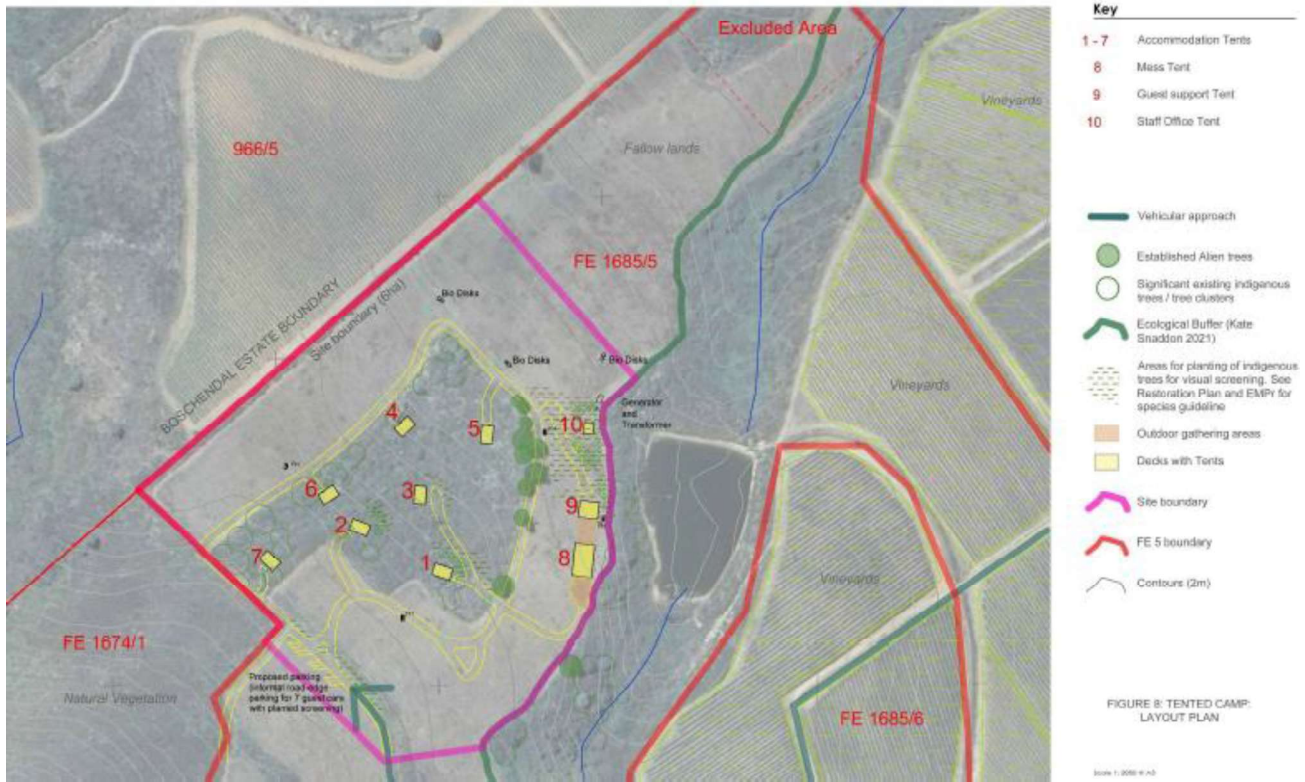 Excluded Area
Vineyards
966/5
Fallow lands
FE 1685/5
BOSCHENDAL ESTATE BOUNDARY
Site boundary (6ha)
Bio Disks
Bio Disks
Bio Disks
Generator
and
Transformer
4
5
10
Vineyards
6
3
2
9
7
1
8
Vineyards
FE 1674/1
Natural Vegetation
Proposed parking
(informal road edge
parking for 7 guest cars
with planted screening)
FE 1685/6
Key
1 - 7 Accommodation Tents
8 Mess Tent
9 Guest support Tent
10 Staff Office Tent
Vehicular approach
Established Alien trees
Significant existing indigenous
trees / tree clusters
Ecological Buffer (Kate
Snaddon 2021)
Areas for planting of indigenous
trees for visual screening. See
Restoration Plan and EMPr for
species guideline
Outdoor gathering areas
Decks with Tents
Site boundary
FE 5 boundary
Contours (2m)
FIGURE 8: TENTED CAMP:
LAYOUT PLAN